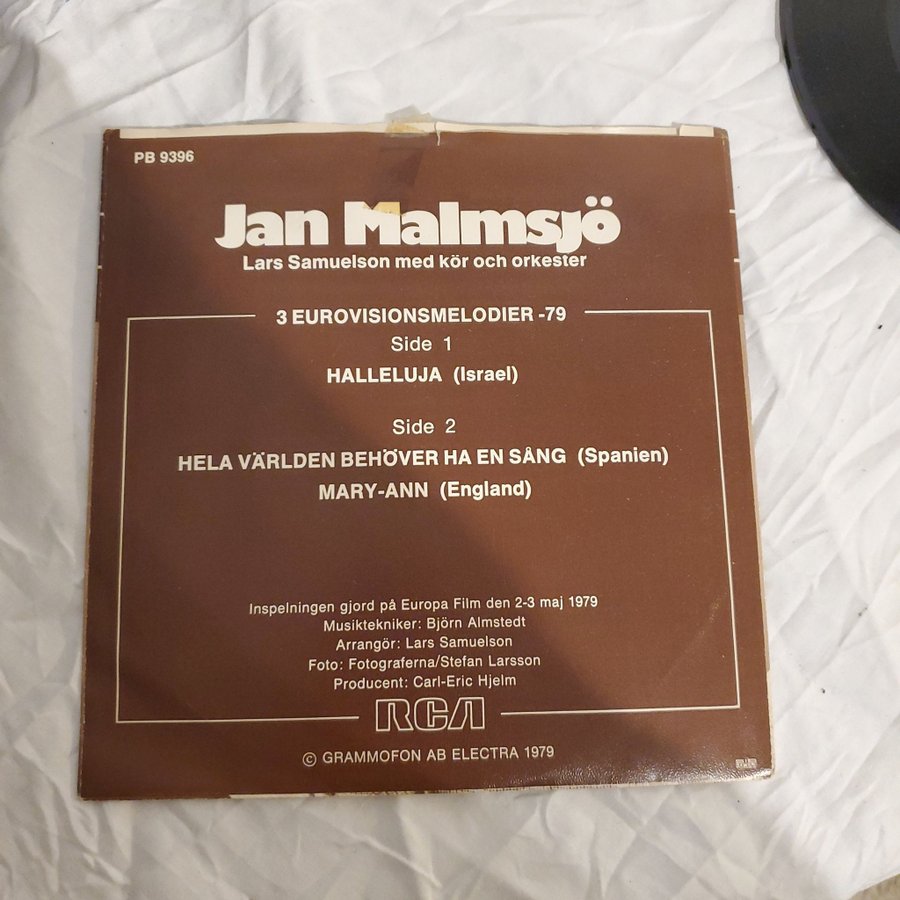 PB 9396
Jan Malmsjö
Lars Samuelson med kör och orkester
3 EUROVISIONSMELODIER -79
Side 1
HALLELUJA (Israel)
Side 2
HELA VÄRLDEN BEHÖVER HA EN SÅNG (Spanien)
MARY-ANN (England)
Inspelningen gjord på Europa Film den 2-3 maj 1979
Musiktekniker: Björn Almstedt
Arrangör: Lars Samuelson
Foto: Fotograferna/Stefan Larsson
Producent: Carl-Eric Hjelm
RCA
© GRAMMOFON AB ELECTRA 1979